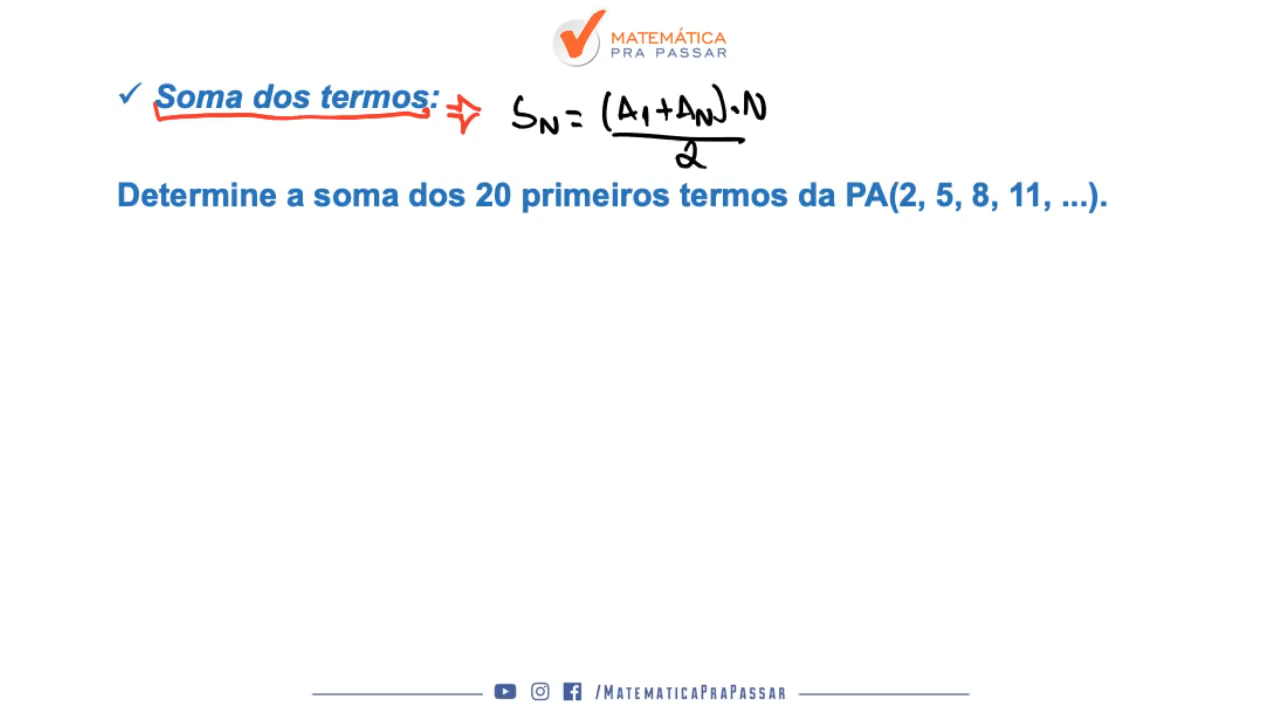 MATEMÁTICA
PRA PASSAR
✓ Soma dos termos: ⇒ SN = (A1 + AN) · N
2
Determine a soma dos 20 primeiros termos da PA(2, 5, 8, 11, ...).
/MatematicaPraPassar